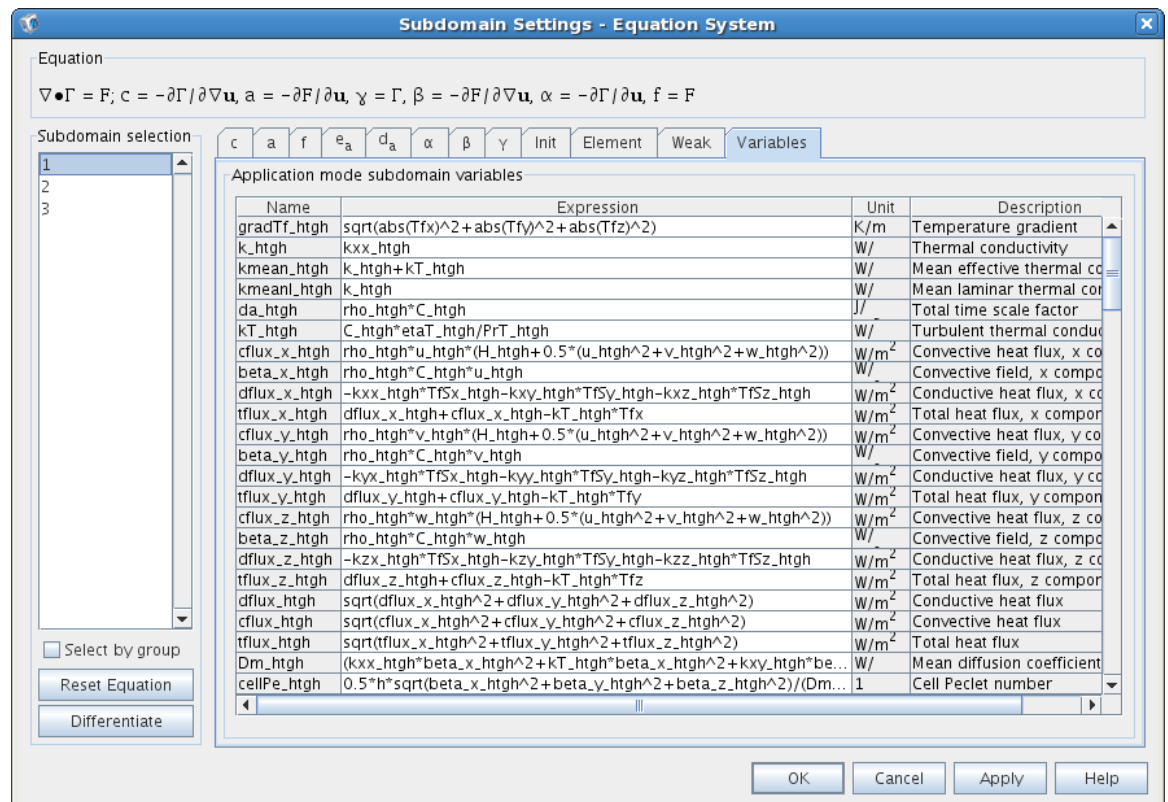 Subdomain Settings - Equation System
Equation
∇●Γ = F; c = -∂Γ/∂∇u, a = -∂F/∂u, γ = Γ, β = -∂F/∂∇u, α = -∂Γ/∂u, f = F
Subdomain selection
1
2
3
Select by group
Reset Equation
Differentiate
c a f ea da α β γ Init Element Weak Variables
Application mode subdomain variables
Name Expression Unit Description
gradTf_htgh sqrt(abs(Tfx)^2+abs(Tfy)^2+abs(Tfz)^2) K/m Temperature gradient
k_htgh kxx_htgh W/ Thermal conductivity
kmean_htgh k_htgh+kT_htgh W/ Mean effective thermal co
kmeanl_htgh k_htgh W/ Mean laminar thermal con
da_htgh rho_htgh*C_htgh J/ Total time scale factor
kT_htgh C_htgh*etaT_htgh/PrT_htgh W/ Turbulent thermal conduc
cflux_x_htgh rho_htgh*u_htgh*(H_htgh+0.5*(u_htgh^2+v_htgh^2+w_htgh^2)) W/m² Convective heat flux, x co
beta_x_htgh rho_htgh*C_htgh*u_htgh W/ Convective field, x compo
dflux_x_htgh -kxx_htgh*TfSx_htgh-kxy_htgh*TfSy_htgh-kxz_htgh*TfSz_htgh W/m² Conductive heat flux, x co
tflux_x_htgh dflux_x_htgh+cflux_x_htgh-kT_htgh*Tfx W/m² Total heat flux, x compon
cflux_y_htgh rho_htgh*v_htgh*(H_htgh+0.5*(u_htgh^2+v_htgh^2+w_htgh^2)) W/m² Convective heat flux, y co
beta_y_htgh rho_htgh*C_htgh*v_htgh W/ Convective field, y compo
dflux_y_htgh -kyx_htgh*TfSx_htgh-kyy_htgh*TfSy_htgh-kyz_htgh*TfSz_htgh W/m² Conductive heat flux, y co
tflux_y_htgh dflux_y_htgh+cflux_y_htgh-kT_htgh*Tfy W/m² Total heat flux, y compon
cflux_z_htgh rho_htgh*w_htgh*(H_htgh+0.5*(u_htgh^2+v_htgh^2+w_htgh^2)) W/m² Convective heat flux, z co
beta_z_htgh rho_htgh*C_htgh*w_htgh W/ Convective field, z compo
dflux_z_htgh -kzx_htgh*TfSx_htgh-kzy_htgh*TfSy_htgh-kzz_htgh*TfSz_htgh W/m² Conductive heat flux, z co
tflux_z_htgh dflux_z_htgh+cflux_z_htgh-kT_htgh*Tfz W/m² Total heat flux, z compon
dflux_htgh sqrt(dflux_x_htgh^2+dflux_y_htgh^2+dflux_z_htgh^2) W/m² Conductive heat flux
cflux_htgh sqrt(cflux_x_htgh^2+cflux_y_htgh^2+cflux_z_htgh^2) W/m² Convective heat flux
tflux_htgh sqrt(tflux_x_htgh^2+tflux_y_htgh^2+tflux_z_htgh^2) W/m² Total heat flux
Dm_htgh (kxx_htgh*beta_x_htgh^2+kT_htgh*beta_x_htgh^2+kxy_htgh*be... W/ Mean diffusion coefficient
cellPe_htgh 0.5*h*sqrt(beta_x_htgh^2+beta_y_htgh^2+beta_z_htgh^2)/(Dm... 1 Cell Peclet number
OK Cancel Apply Help